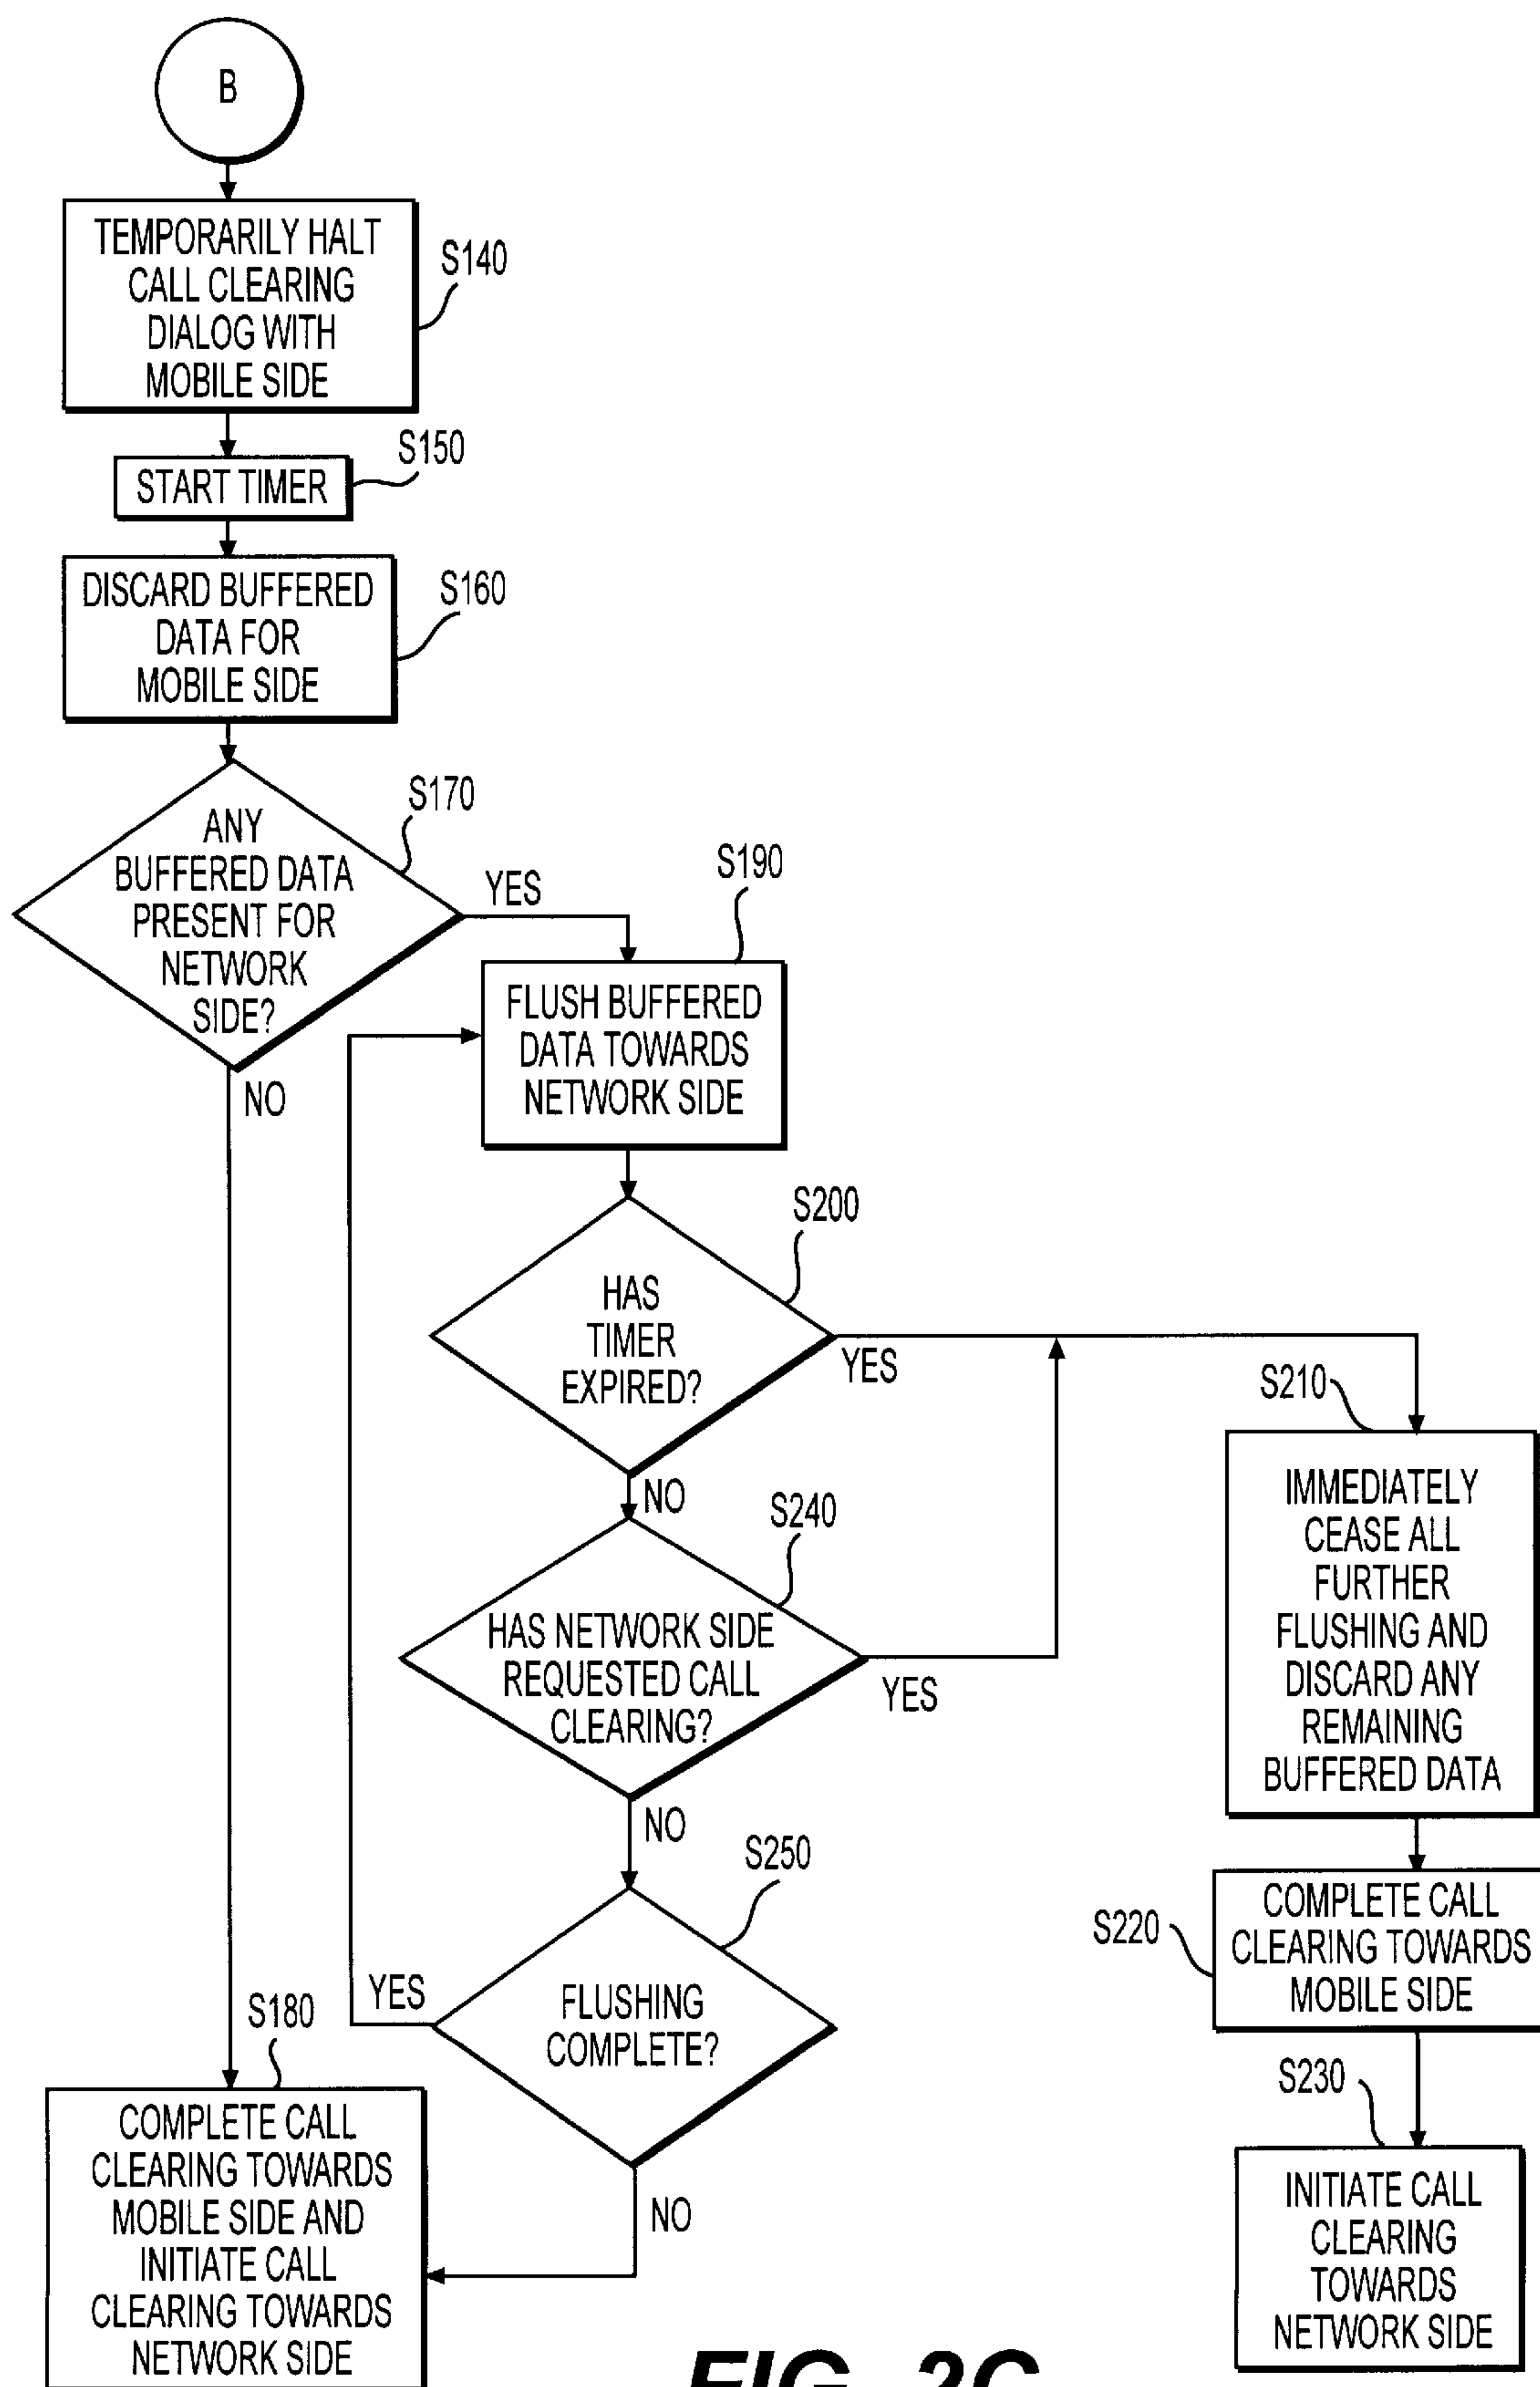 B
TEMPORARILY HALT
CALL CLEARING
DIALOG WITH
MOBILE SIDE
S140
START TIMER
S150
DISCARD BUFFERED
DATA FOR
MOBILE SIDE
S160
ANY
BUFFERED DATA
PRESENT FOR
NETWORK
SIDE?
S170
YES
NO
S190
FLUSH BUFFERED
DATA TOWARDS
NETWORK SIDE
S200
HAS
TIMER
EXPIRED?
YES
NO
S210
IMMEDIATELY
CEASE ALL
FURTHER
FLUSHING AND
DISCARD ANY
REMAINING
BUFFERED DATA
S240
HAS NETWORK SIDE
REQUESTED CALL
CLEARING?
YES
NO
S250
FLUSHING
COMPLETE?
YES
NO
S220
COMPLETE CALL
CLEARING TOWARDS
MOBILE SIDE
S180
COMPLETE CALL
CLEARING TOWARDS
MOBILE SIDE AND
INITIATE CALL
CLEARING TOWARDS
NETWORK SIDE
S230
INITIATE CALL
CLEARING
TOWARDS
NETWORK SIDE
FIG. 2C